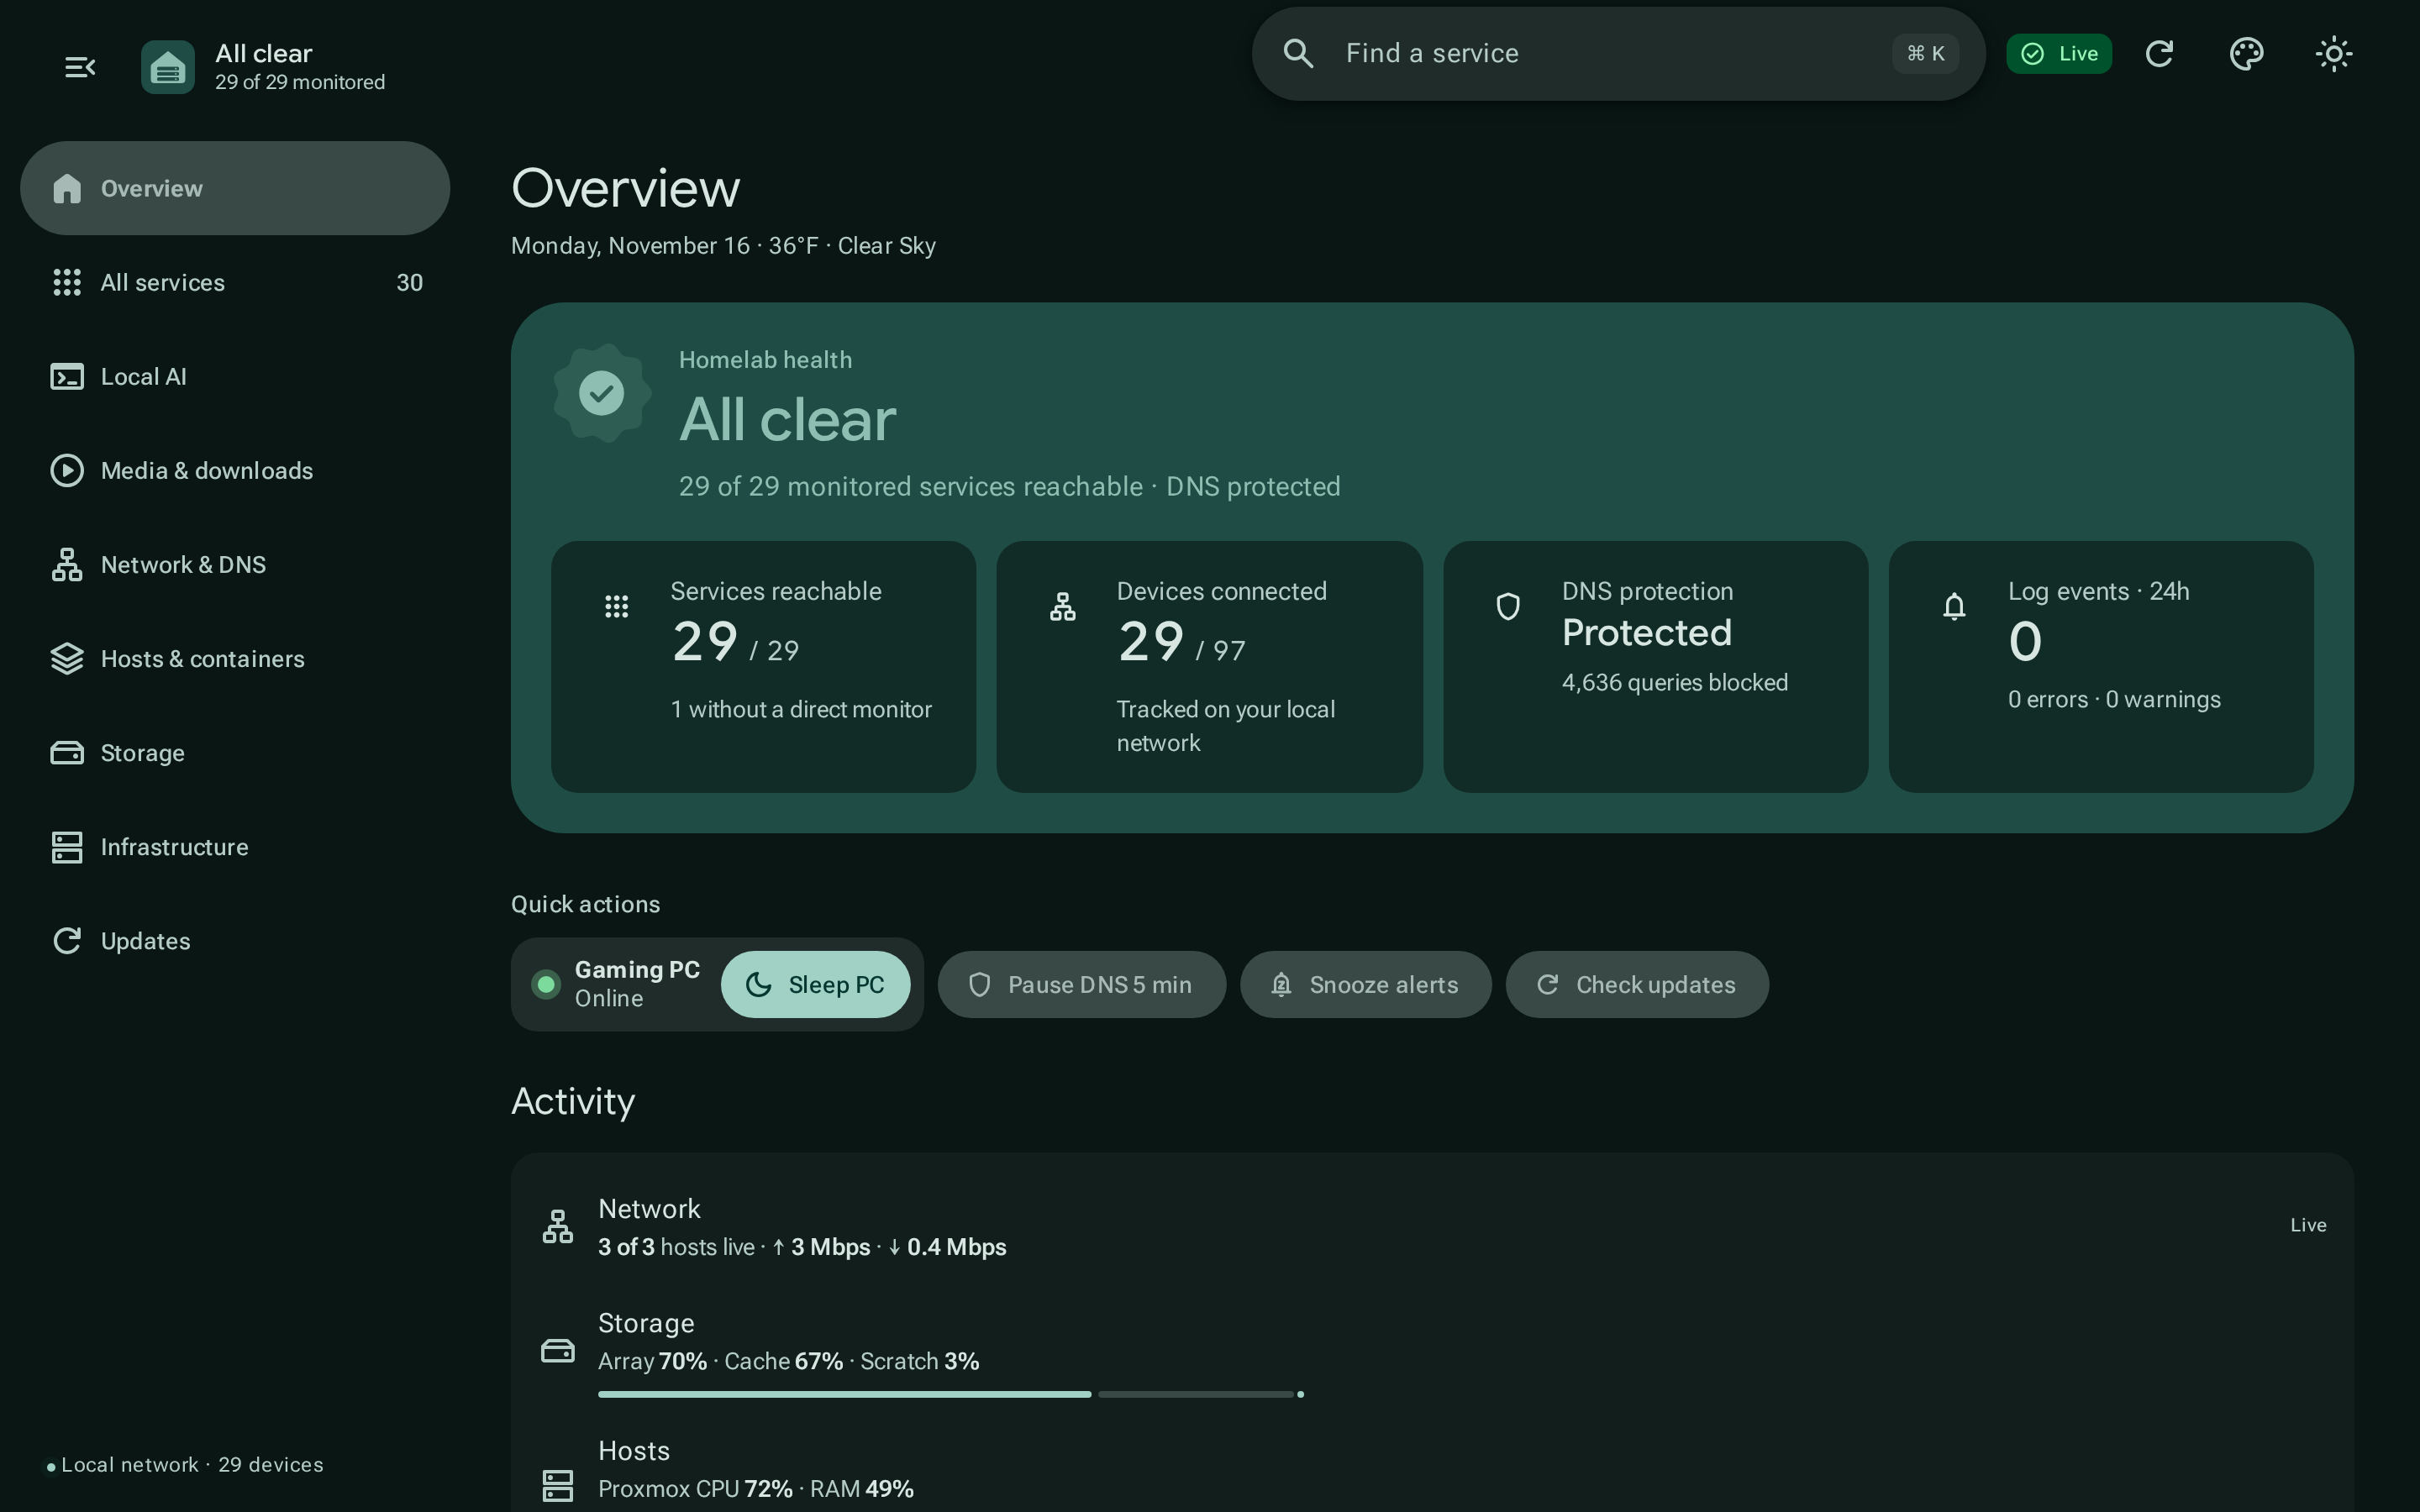 All clear
29 of 29 monitored
Find a service
⌘ K
Live
Overview
All services 30
Local AI
Media & downloads
Network & DNS
Hosts & containers
Storage
Infrastructure
Updates
Local network · 29 devices
Overview
Monday, November 16 · 36°F · Clear Sky
Homelab health
All clear
29 of 29 monitored services reachable · DNS protected
Services reachable
29 / 29
1 without a direct monitor
Devices connected
29 / 97
Tracked on your local
network
DNS protection
Protected
4,636 queries blocked
Log events · 24h
0
0 errors · 0 warnings
Quick actions
Gaming PC
Online
Sleep PC
Pause DNS 5 min
Snooze alerts
Check updates
Activity
Network
3 of 3 hosts live · ↑ 3 Mbps · ↓ 0.4 Mbps
Live
Storage
Array 70% · Cache 67% · Scratch 3%
Hosts
Proxmox CPU 72% · RAM 49%